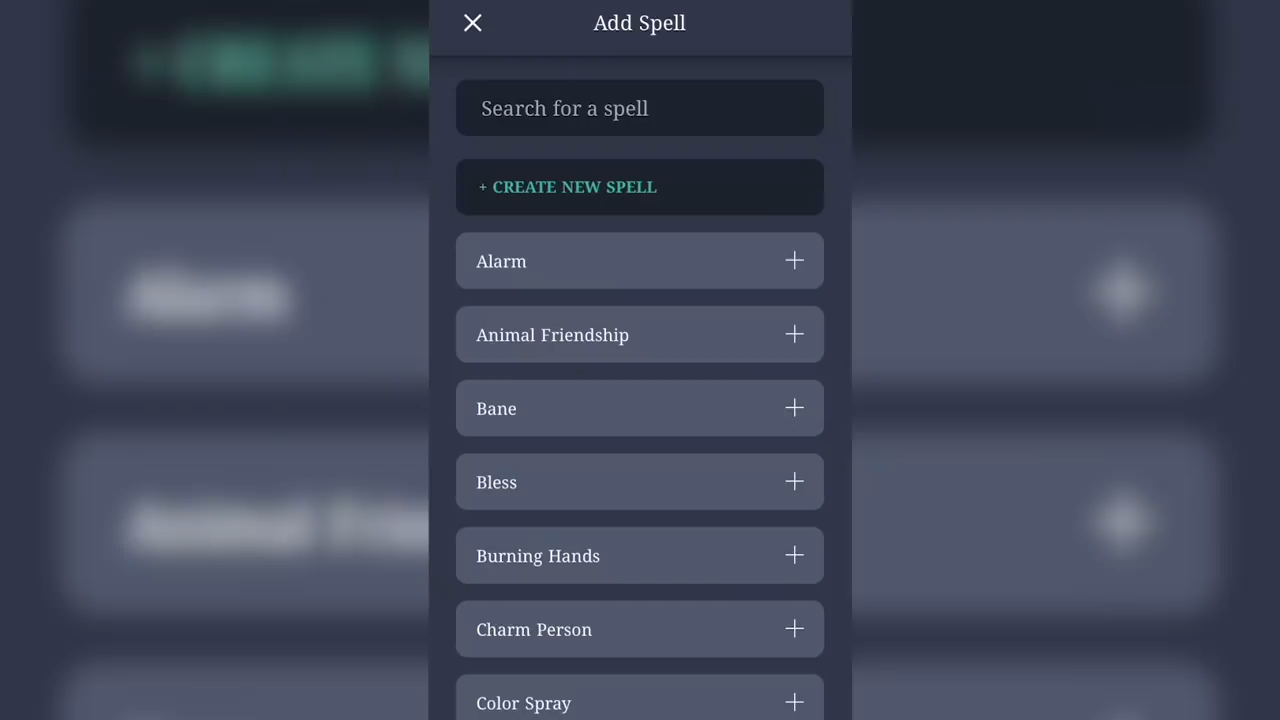 Add Spell
Search for a spell
+ CREATE NEW SPELL
Alarm
Animal Friendship
Bane
Bless
Burning Hands
Charm Person
Color Spray